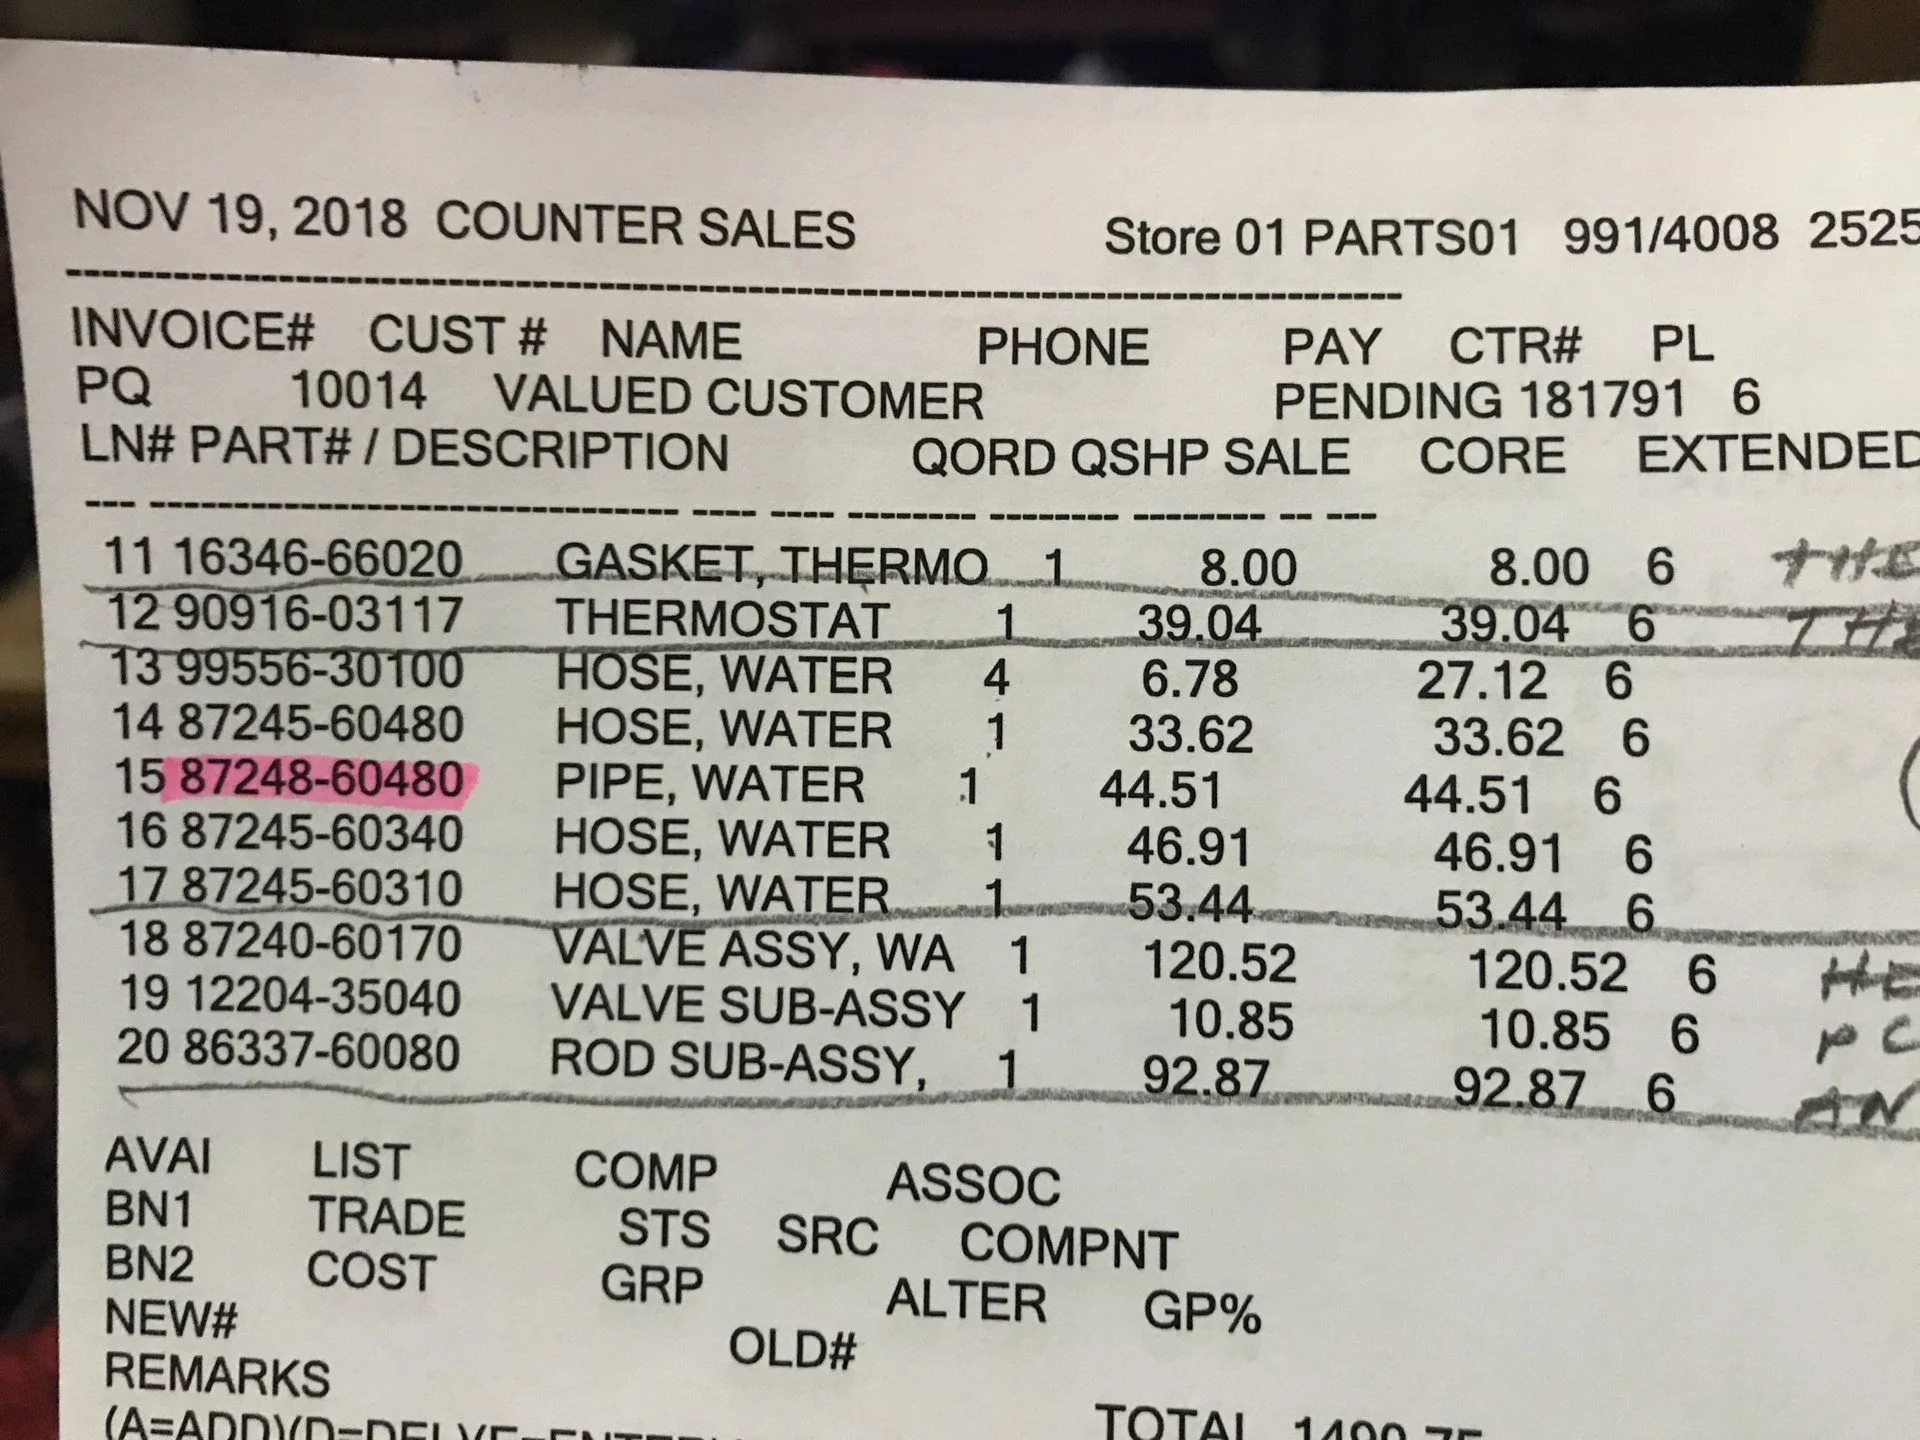 NOV 19, 2018 COUNTER SALES Store 01 PARTS01 991/4008 2525
INVOICE# CUST # NAME PHONE PAY CTR# PL
PQ 10014 VALUED CUSTOMER PENDING 181791 6
LN# PART# / DESCRIPTION QORD QSHP SALE CORE EXTENDED
11 16346-66020 GASKET, THERMO 1 8.00 8.00 6 THE
12 90916-03117 THERMOSTAT 1 39.04 39.04 6 THE
13 99556-30100 HOSE, WATER 4 6.78 27.12 6
14 87245-60480 HOSE, WATER 1 33.62 33.62 6
15 87248-60480 PIPE, WATER 1 44.51 44.51 6
16 87245-60340 HOSE, WATER 1 46.91 46.91 6
17 87245-60310 HOSE, WATER 1 53.44 53.44 6
18 87240-60170 VALVE ASSY, WA 1 120.52 120.52 6 HE
19 12204-35040 VALVE SUB-ASSY 1 10.85 10.85 6 PC
20 86337-60080 ROD SUB-ASSY, 1 92.87 92.87 6 AN
AVAI LIST COMP ASSOC
BN1 TRADE STS SRC COMPNT
BN2 COST GRP ALTER GP%
NEW# OLD#
REMARKS
TOTAL 1490.75